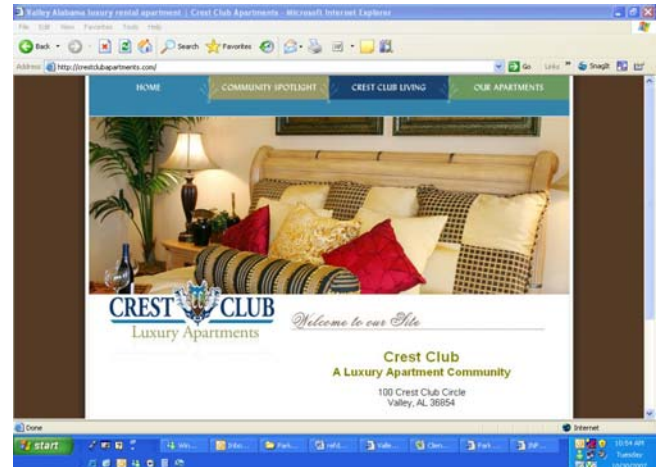 Valley Alabama luxury rental apartment | Crest Club Apartments - Microsoft Internet Explorer
File Edit View Favorites Tools Help
Back Search Favorites
Address http://crestclubapartments.com/ Go Links SnagIt
HOME COMMUNITY SPOTLIGHT CREST CLUB LIVING OUR APARTMENTS
CREST CLUB
Luxury Apartments
Welcome to our Site
Crest Club
A Luxury Apartment Community
100 Crest Club Circle
Valley, AL 36854
Done Internet
start 10:54 AM
Tuesday